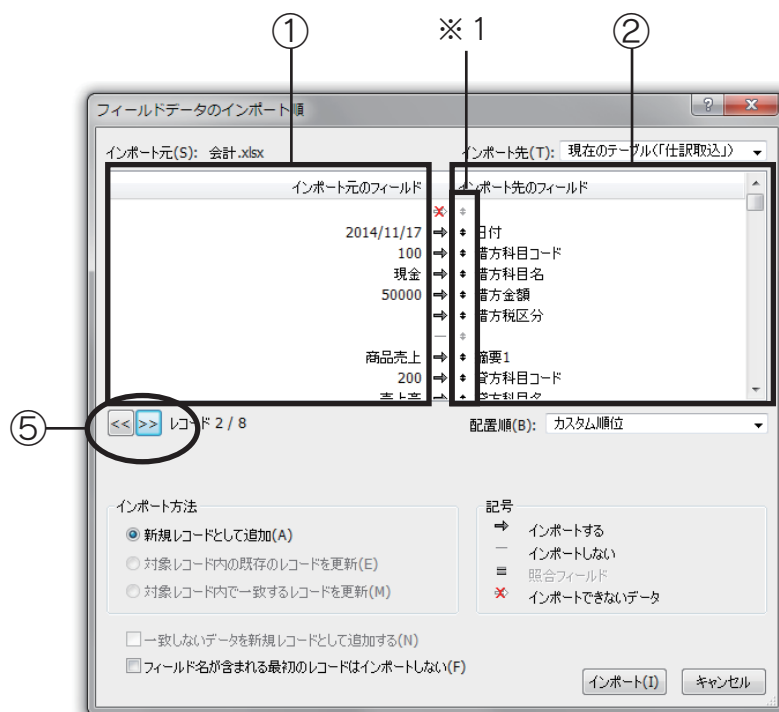 ① ※1 ②
フィールドデータのインポート順
インポート元(S): 会計.xlsx
インポート先(T): 現在のテーブル(「仕訳取込」)
インポート元のフィールド インポート先のフィールド
2014/11/17 日付
100 借方科目コード
現金 借方科目名
50000 借方金額
借方税区分
商品売上 摘要1
200 貸方科目コード
売上高 貸方科目名
⑤ << >> レコード 2 / 8
配置順(B): カスタム順位
インポート方法
新規レコードとして追加(A)
対象レコード内の既存のレコードを更新(E)
対象レコード内で一致するレコードを更新(M)
記号
インポートする
インポートしない
照合フィールド
インポートできないデータ
一致しないデータを新規レコードとして追加する(N)
フィールド名が含まれる最初のレコードはインポートしない(F)
インポート(I) キャンセル